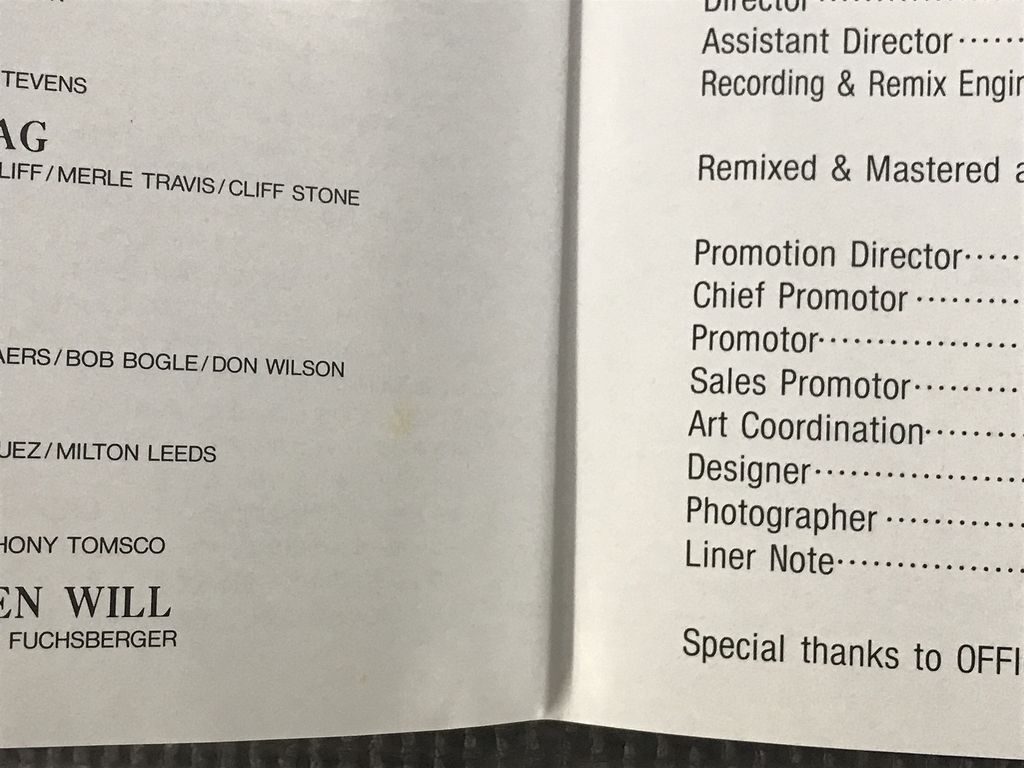 TEVENS
AG
LIFF/MERLE TRAVIS/CLIFF STONE
AERS/BOB BOGLE/DON WILSON
UEZ/MILTON LEEDS
HONY TOMSCO
EN WILL
FUCHSBERGER
Director
Assistant Director
Recording & Remix Engin
Remixed & Mastered a
Promotion Director
Chief Promotor
Promotor
Sales Promotor
Art Coordination
Designer
Photographer
Liner Note
Special thanks to OFFI